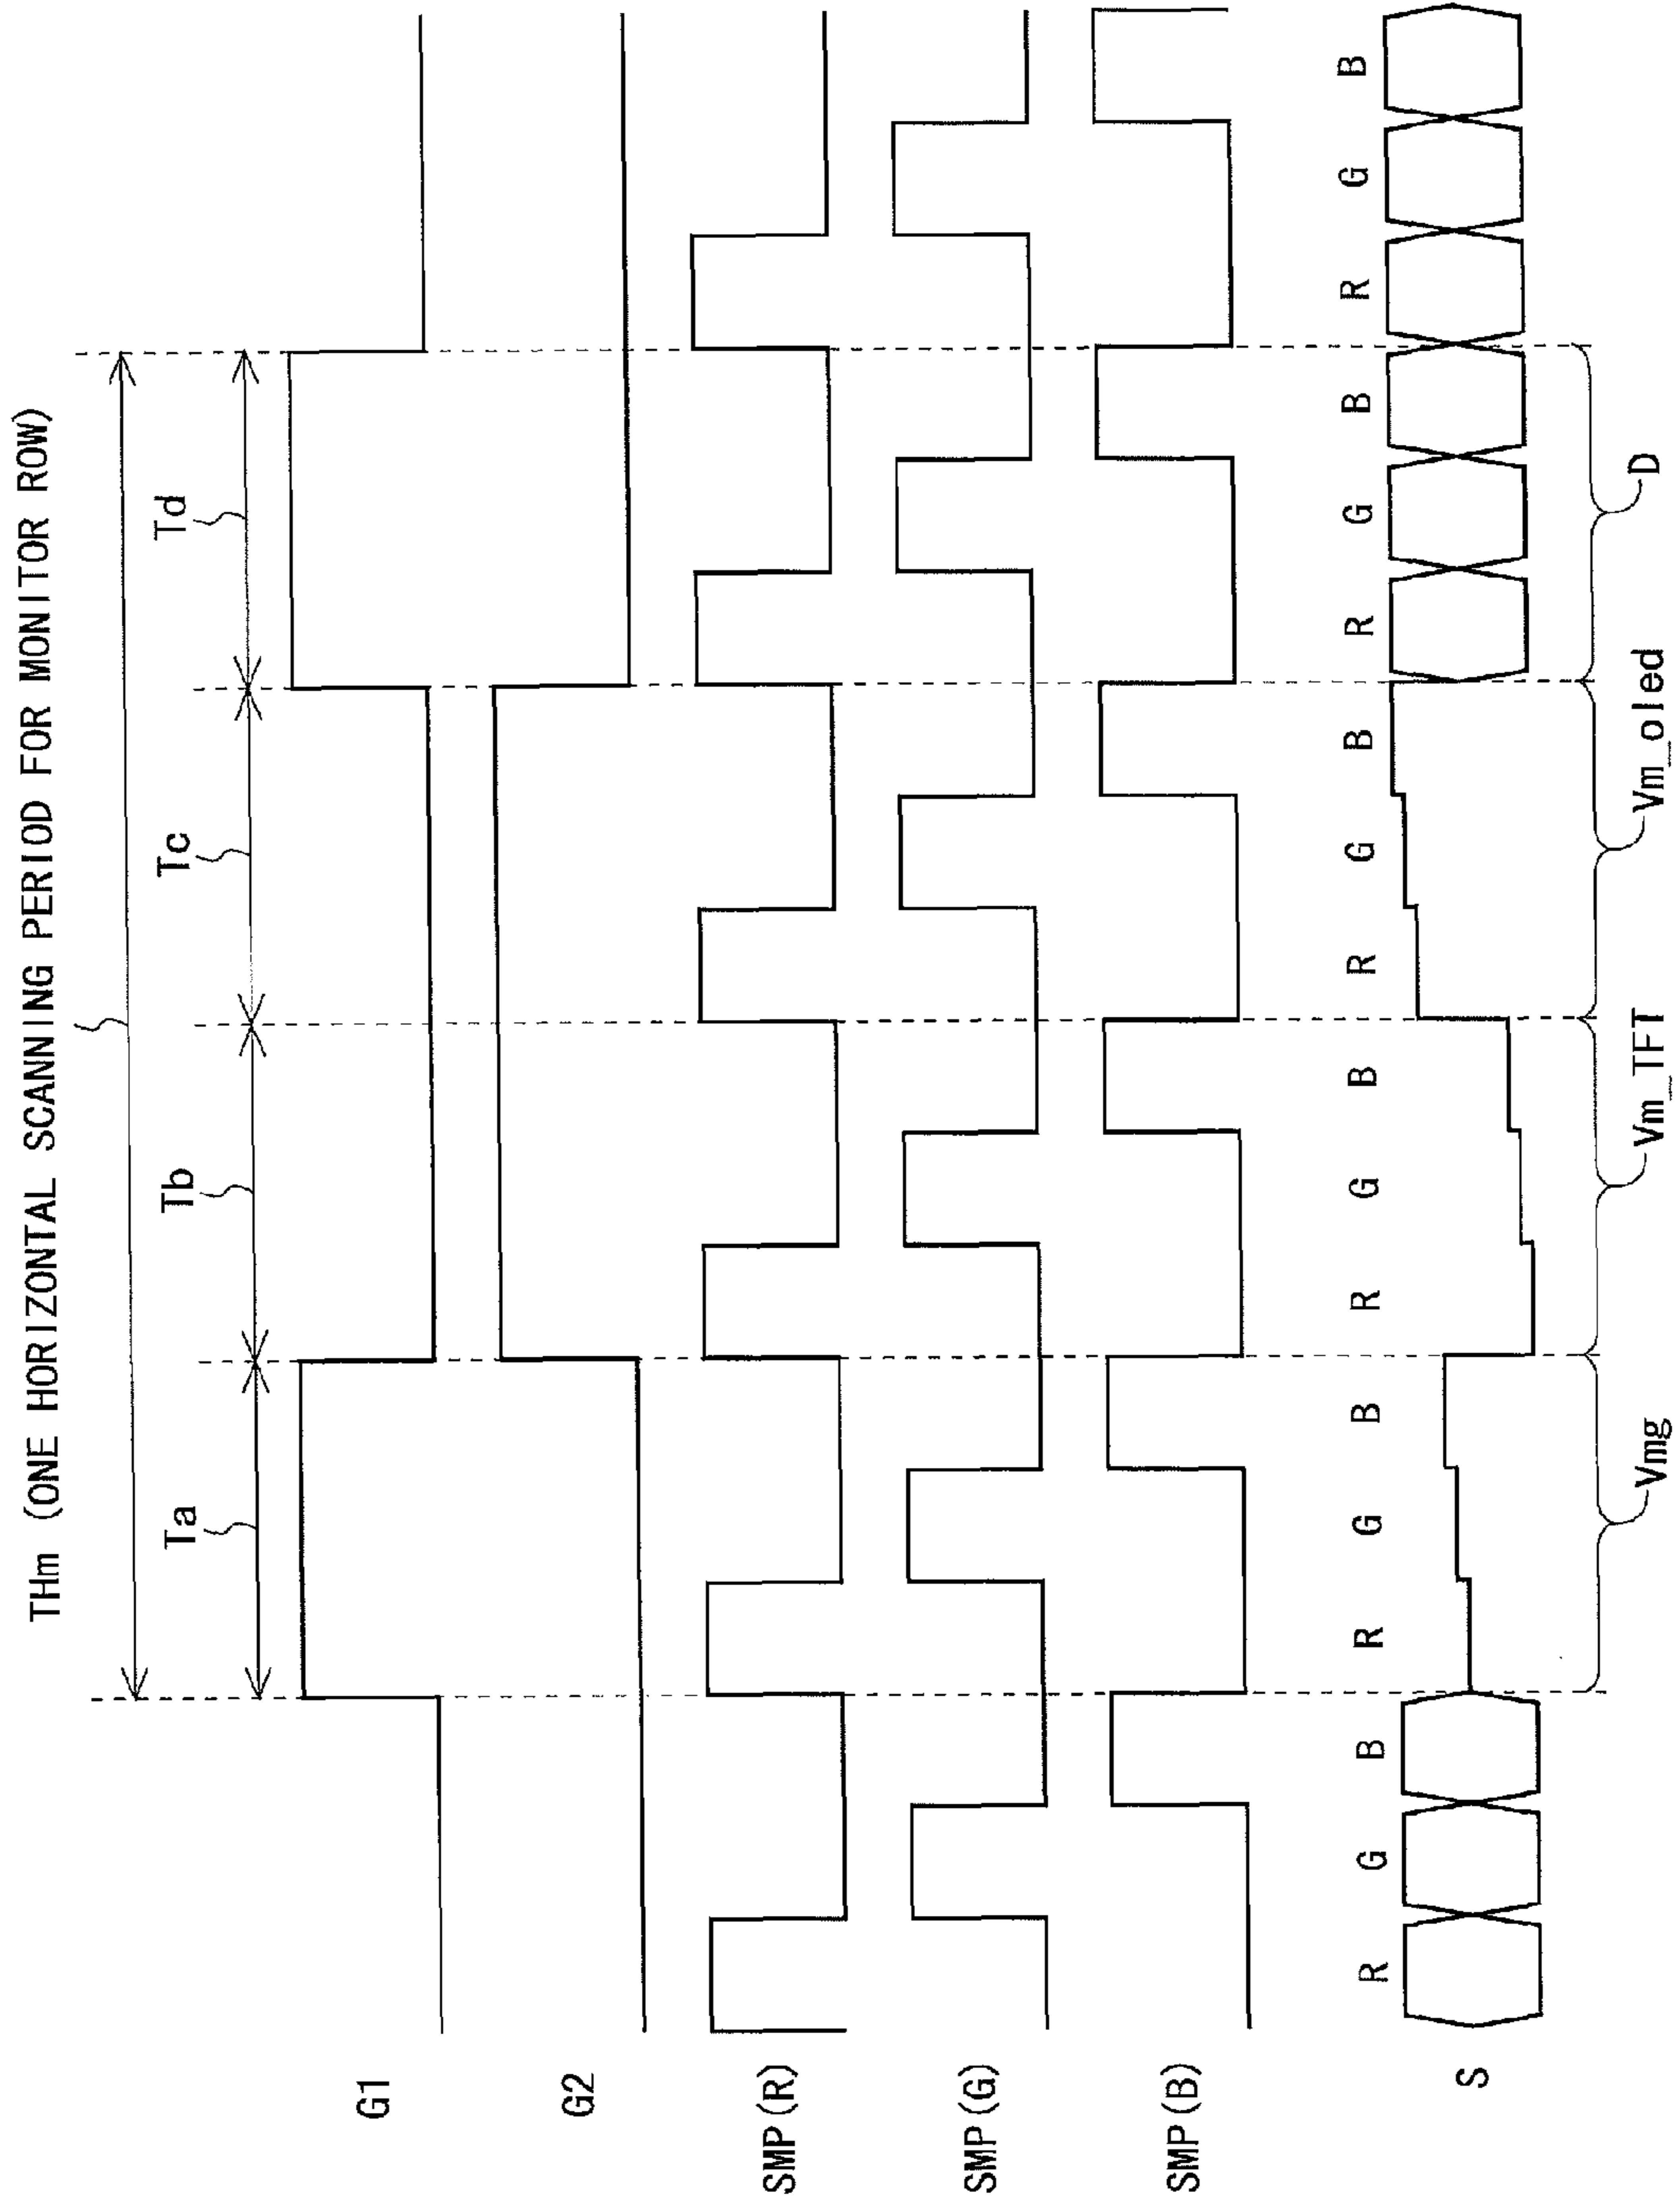 THm (ONE HORIZONTAL SCANNING PERIOD FOR MONITOR ROW)
Ta Tb Tc Td
G1
G2
SMP(R)
SMP(G)
SMP(B)
R G B R G B R G B R G B R G B R G B
S
Vmg Vm_TFT Vm_oled D